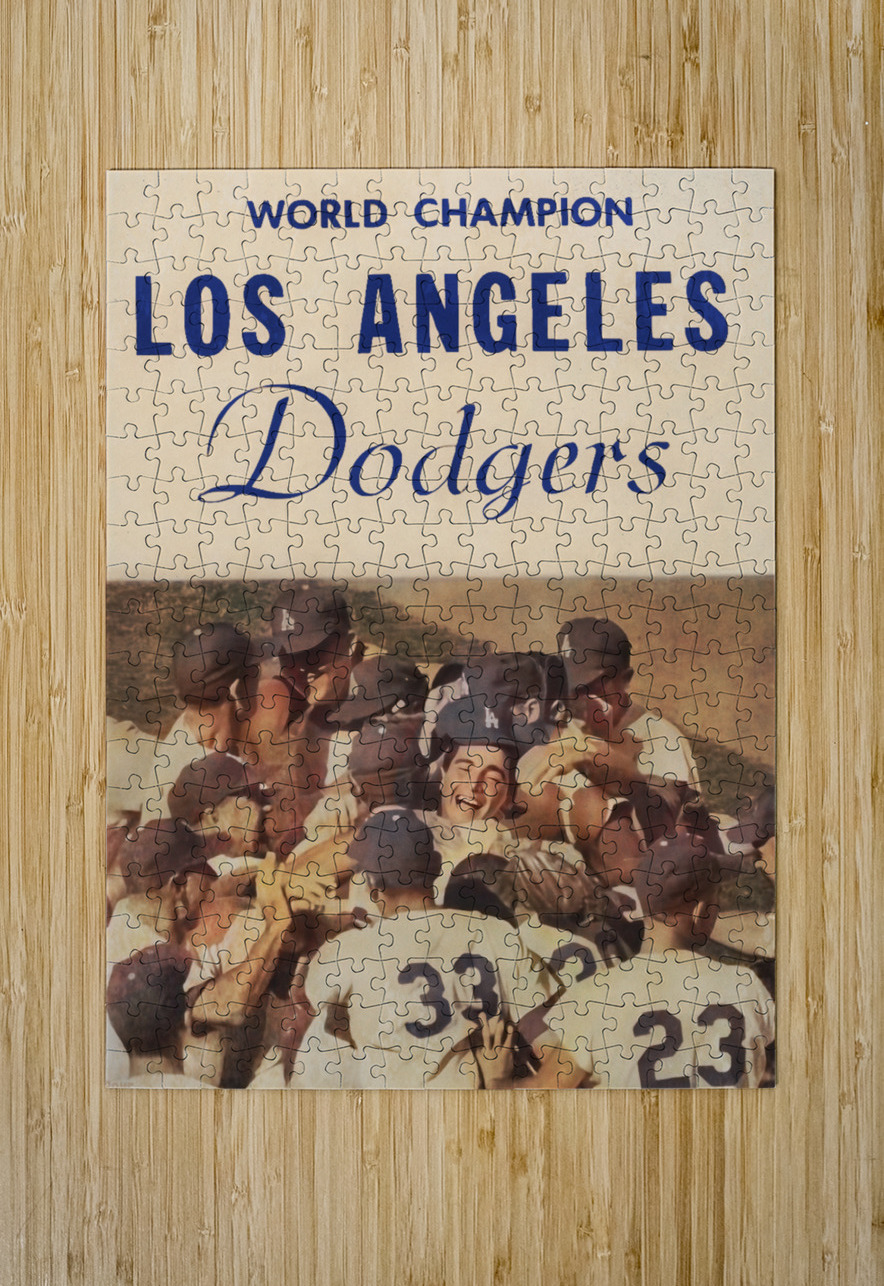 WORLD CHAMPION
LOS ANGELES
Dodgers
LA
33
23